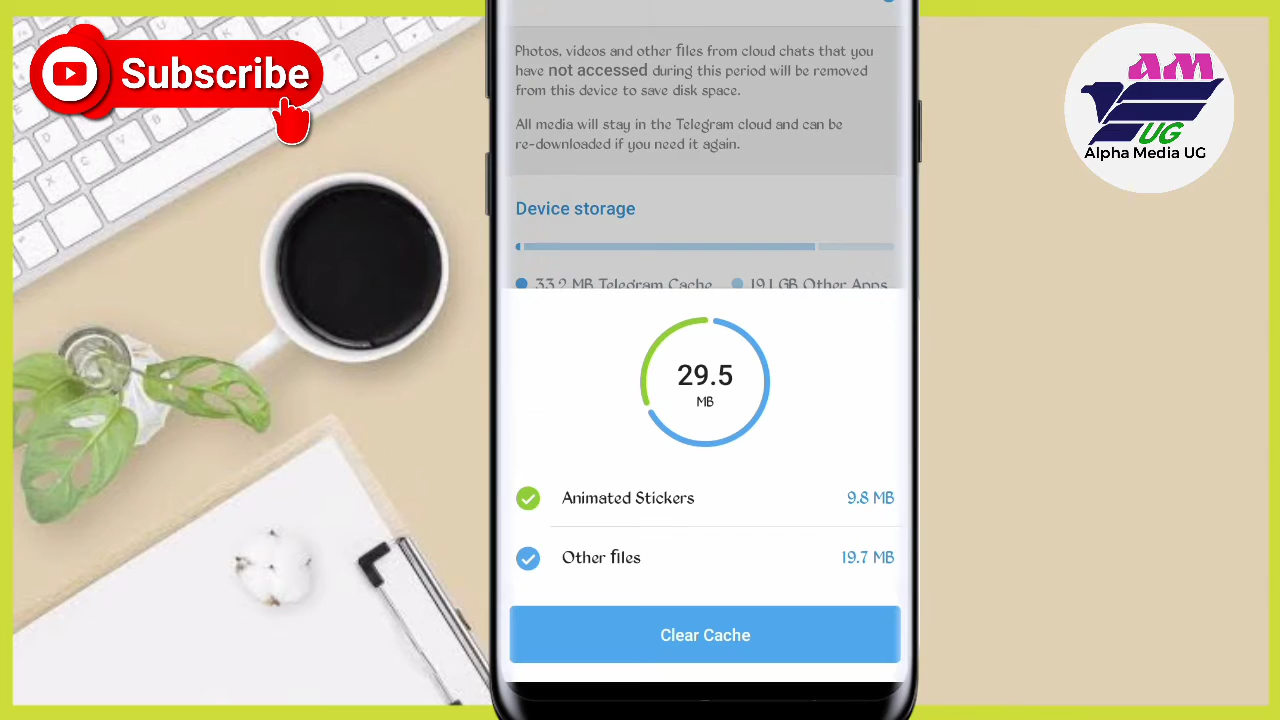 Subscribe
AM
UG
Alpha Media UG
Photos, videos and other files from cloud chats that you
have not accessed during this period will be removed
from this device to save disk space.
All media will stay in the Telegram cloud and can be
re-downloaded if you need it again.
Device storage
33.2 MB Telegram Cache
19.1 GB Other Apps
29.5
MB
Animated Stickers
9.8 MB
Other files
19.7 MB
Clear Cache